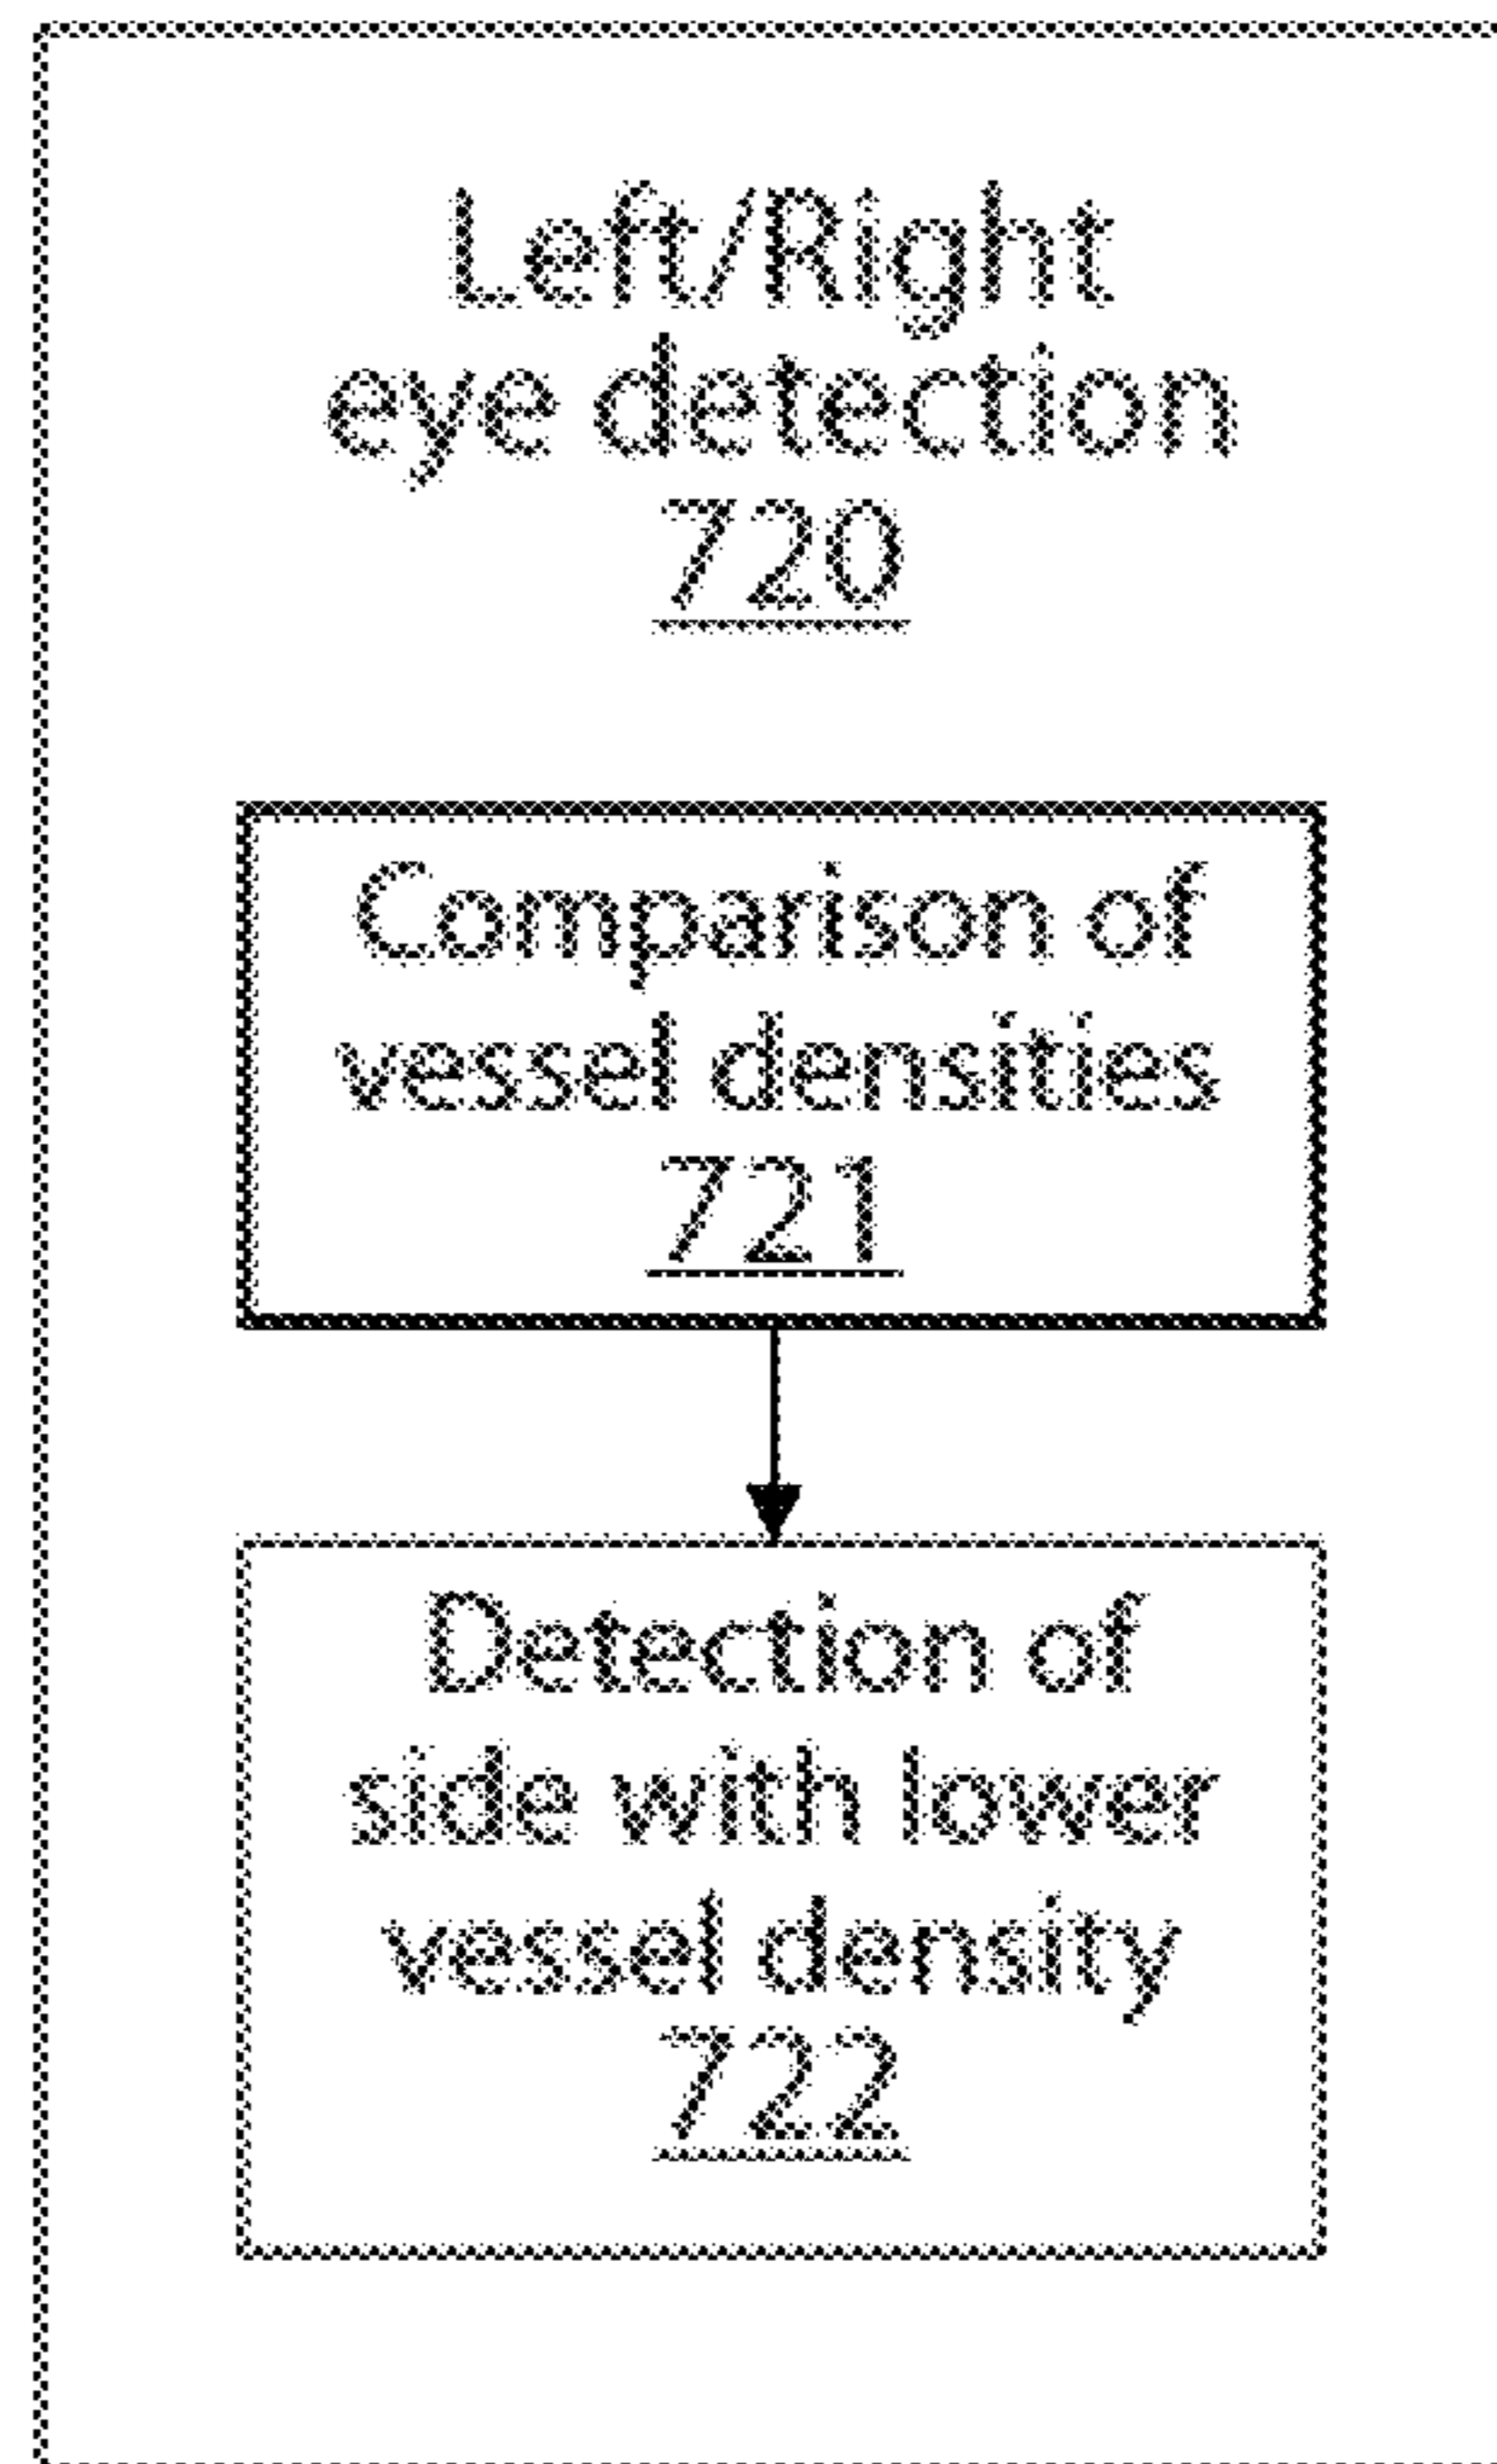 Left/Right
eye detection
720
Comparison of
vessel densities
721
Detection of
side with lower
vessel density
722